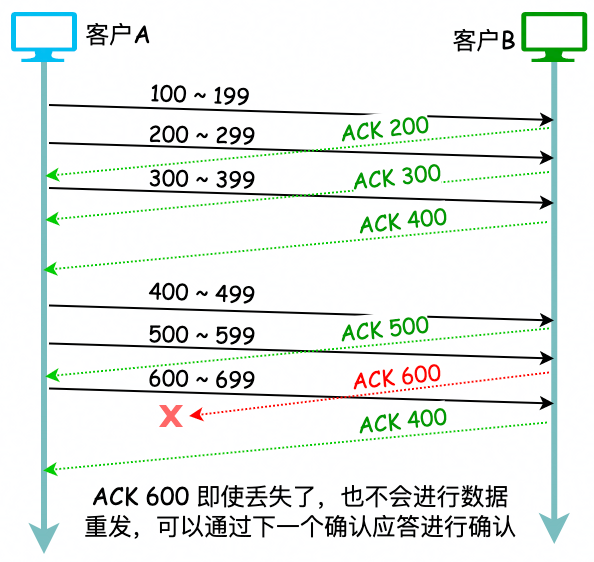 客户A
客户B
100 ~ 199
ACK 200
200 ~ 299
300 ~ 399
ACK 300
ACK 400
400 ~ 499
ACK 500
500 ~ 599
600 ~ 699
ACK 600
X
ACK 400
ACK 600 即使丢失了，也不会进行数据
重发，可以通过下一个确认应答进行确认